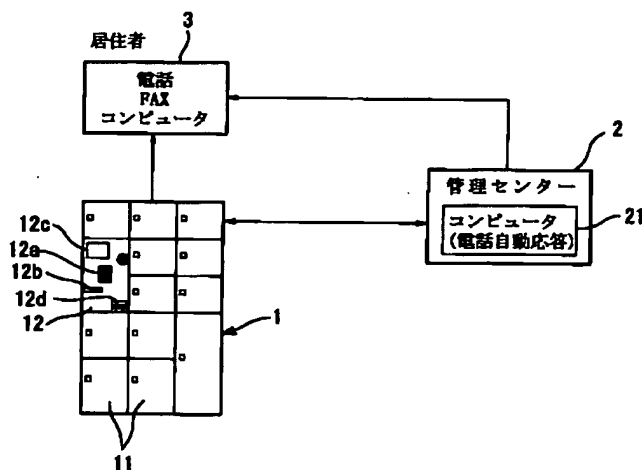 居住者
3
電話
FAX
コンピュータ
2
管理センター
コンピュータ
(電話自動応答)
21
12c
12a
12b
12d
12
1
11